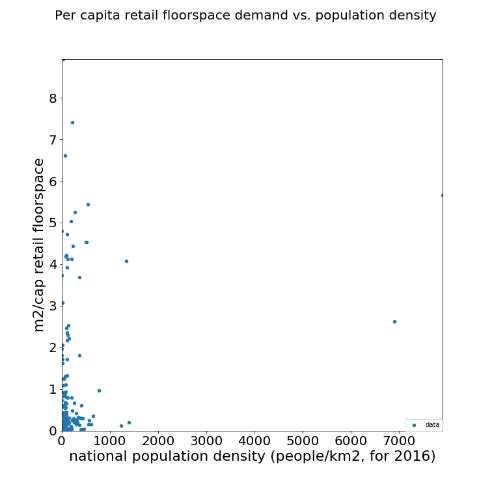 Per capita retail floorspace demand vs. population density
8
7
6
5
4
3
2
1
0
m2/cap retail floorspace
data
0 1000 2000 3000 4000 5000 6000 7000
national population density (people/km2, for 2016)